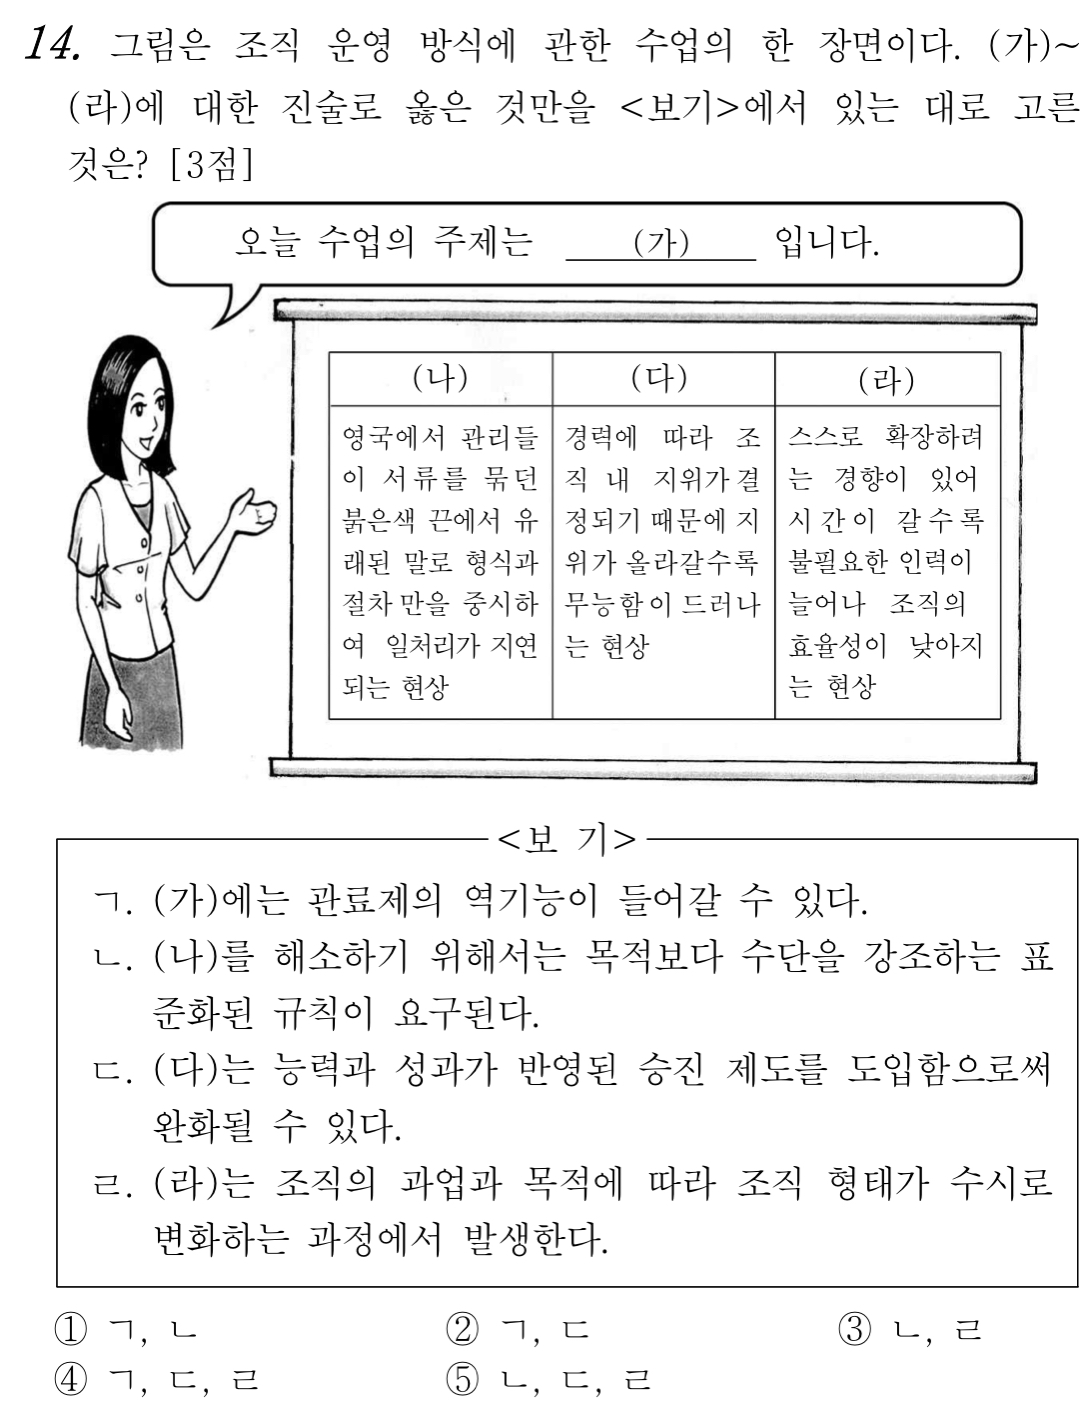 14. 그림은 조직 운영 방식에 관한 수업의 한 장면이다. (가)~
(라)에 대한 진술로 옳은 것만을 <보기>에서 있는 대로 고른
것은? [3점]
오늘 수업의 주제는 (가) 입니다.
(나)
영국에서 관리들
이 서류를 묶던
붉은색 끈에서 유
래된 말로 형식과
절차만을 중시하
여 일처리가 지연
되는 현상
(다)
경력에 따라 조
직 내 지위가 결
정되기 때문에 지
위가 올라갈수록
무능함이 드러나
는 현상
(라)
스스로 확장하려
는 경향이 있어
시간이 갈수록
불필요한 인력이
늘어나 조직의
효율성이 낮아지
는 현상
<보 기>
ㄱ. (가)에는 관료제의 역기능이 들어갈 수 있다.
ㄴ. (나)를 해소하기 위해서는 목적보다 수단을 강조하는 표
준화된 규칙이 요구된다.
ㄷ. (다)는 능력과 성과가 반영된 승진 제도를 도입함으로써
완화될 수 있다.
ㄹ. (라)는 조직의 과업과 목적에 따라 조직 형태가 수시로
변화하는 과정에서 발생한다.
① ㄱ, ㄴ ② ㄱ, ㄷ ③ ㄴ, ㄹ
④ ㄱ, ㄷ, ㄹ ⑤ ㄴ, ㄷ, ㄹ